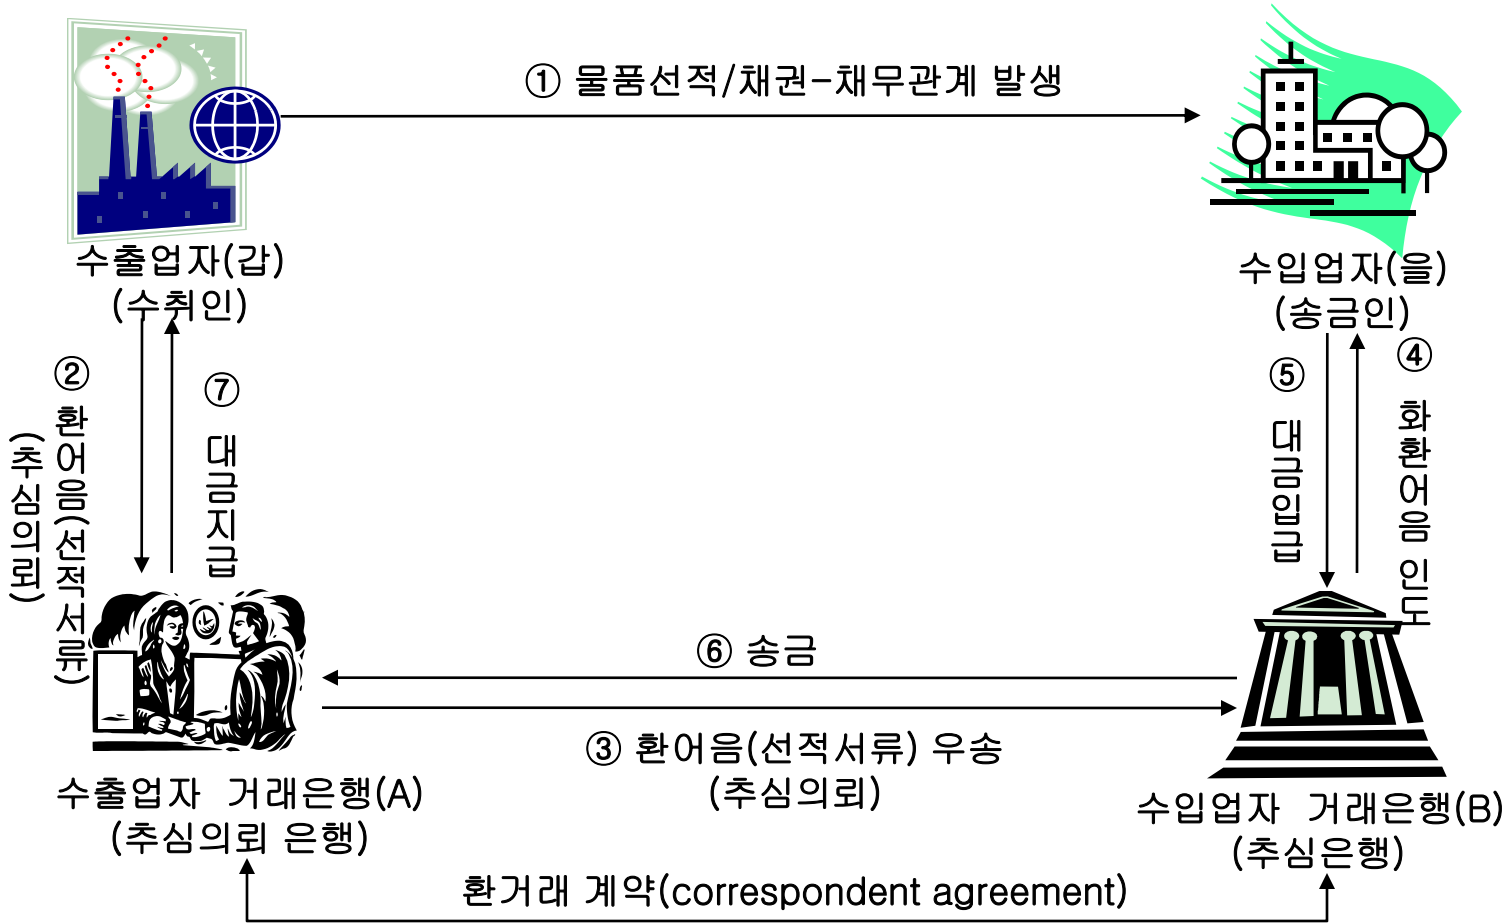 ① 물품선적/채권-채무관계 발생
수출업자(갑)
(수취인)
수입업자(을)
(송금인)
② 환어음(선적서류)
(추심의뢰)
⑦ 대금지급
⑤ 대금입급
④ 화환어음 인도
⑥ 송금
③ 환어음(선적서류) 우송
(추심의뢰)
수출업자 거래은행(A)
(추심의뢰 은행)
수입업자 거래은행(B)
(추심은행)
환거래 계약(correspondent agreement)